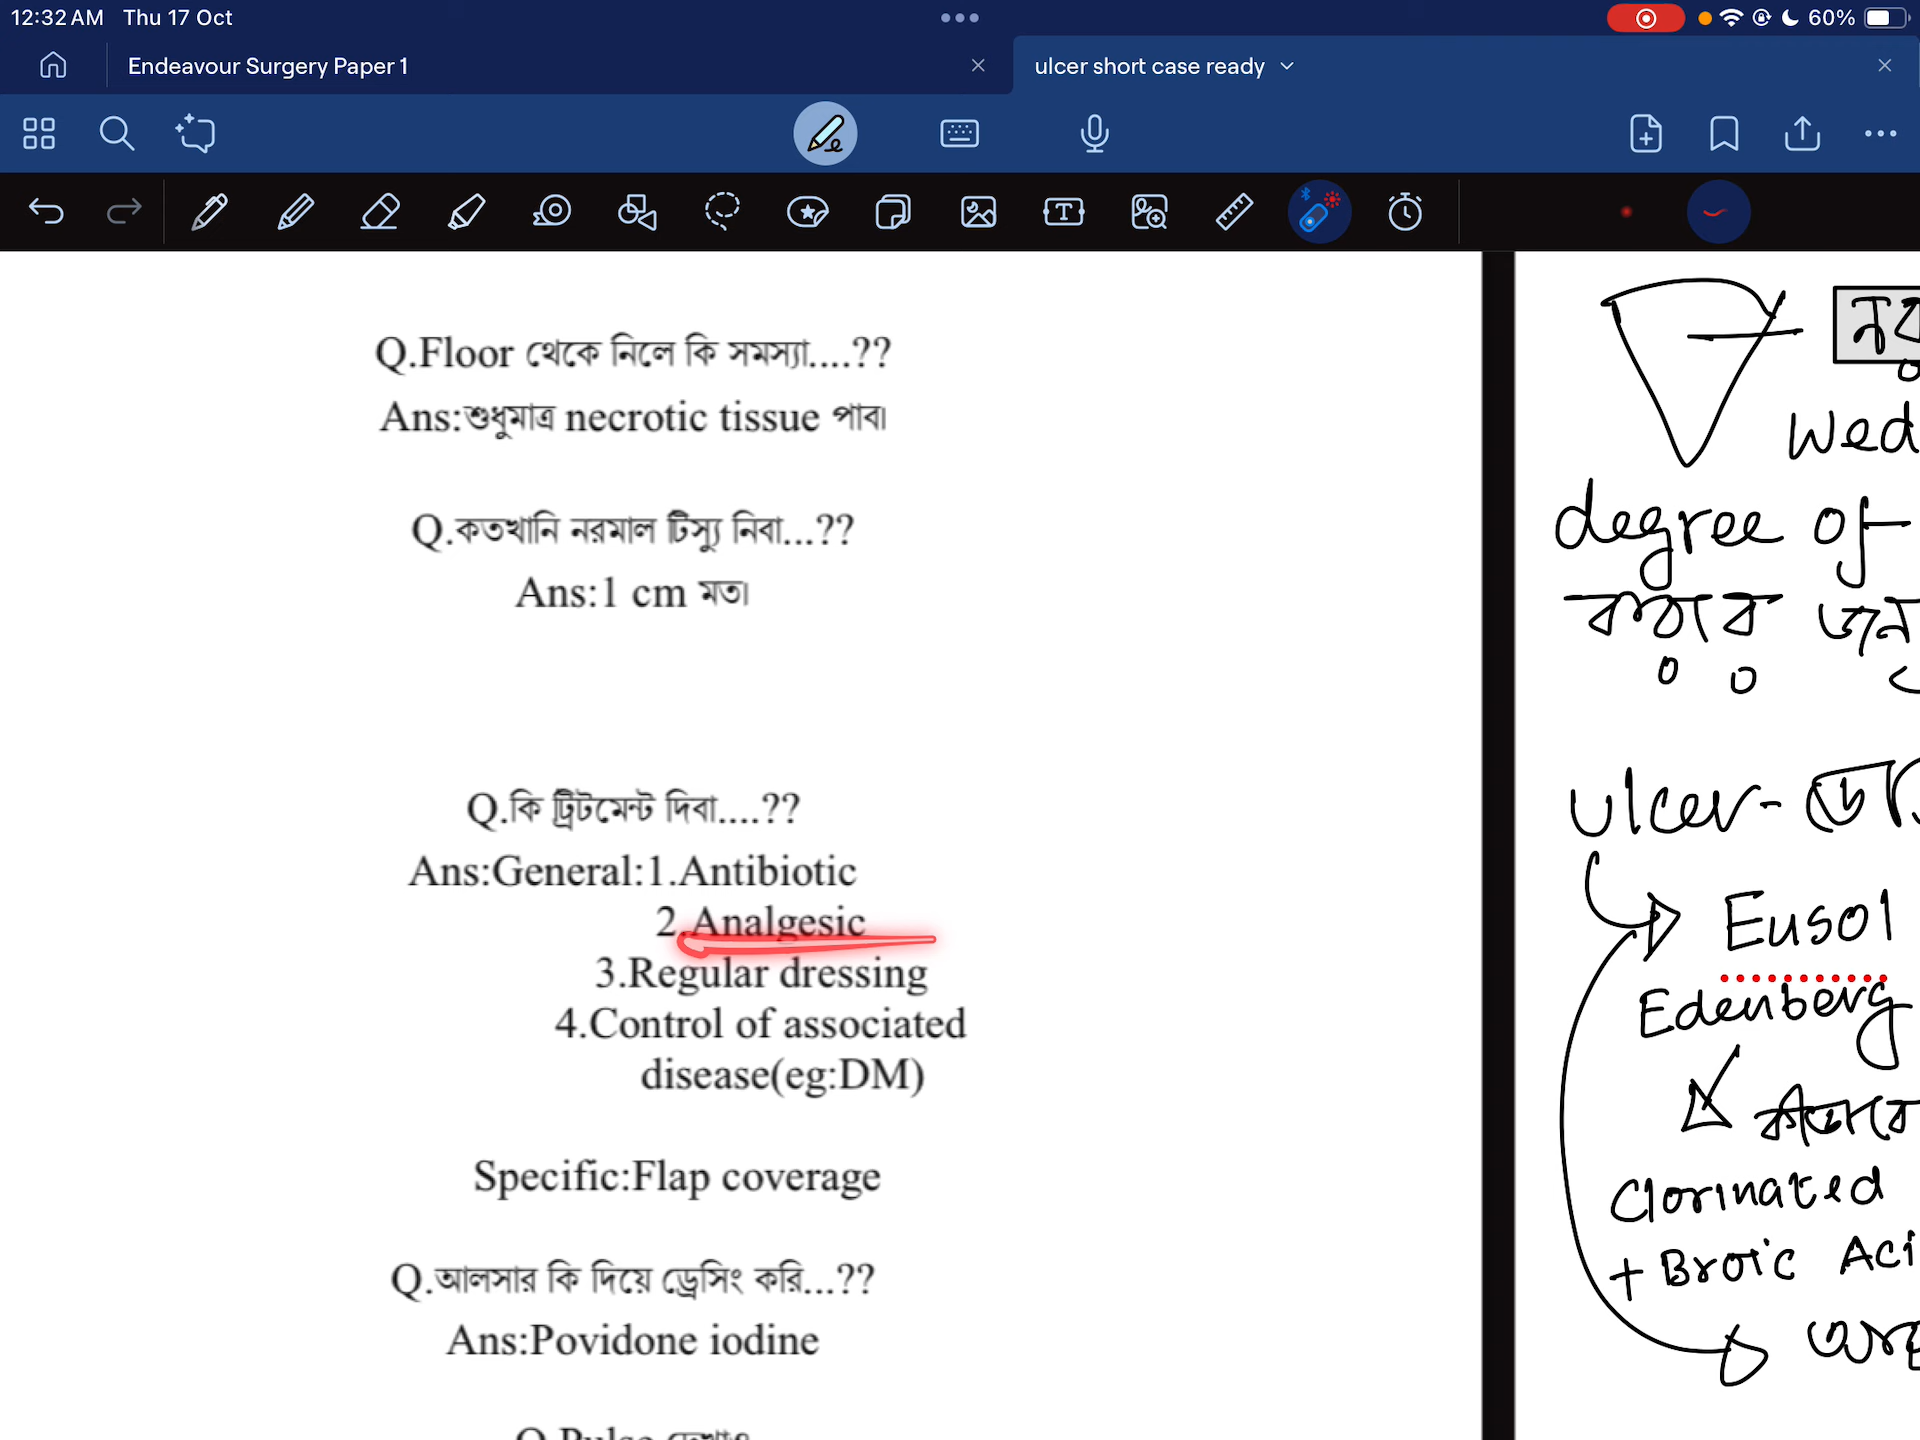 12:32 AM Thu 17 Oct
60%
Endeavour Surgery Paper 1
ulcer short case ready
Q.Floor থেকে নিলে কি সমস্যা....??
Ans:শুধুমাত্র necrotic tissue পাব।
Q.কতখানি নরমাল টিস্যু নিবা...??
Ans:1 cm মত।
Q.কি ট্রিটমেন্ট দিবা....??
Ans:General:1.Antibiotic
2.Analgesic
3.Regular dressing
4.Control of associated
disease(eg:DM)
Specific:Flap coverage
Q.আলসার কি দিয়ে ড্রেসিং করি...??
Ans:Povidone iodine
Q.Pulse দেখাও
Wed
degree of
করার জন
ulcer-
Eusol
Edenberg
Clorinated
+ Broic Aci